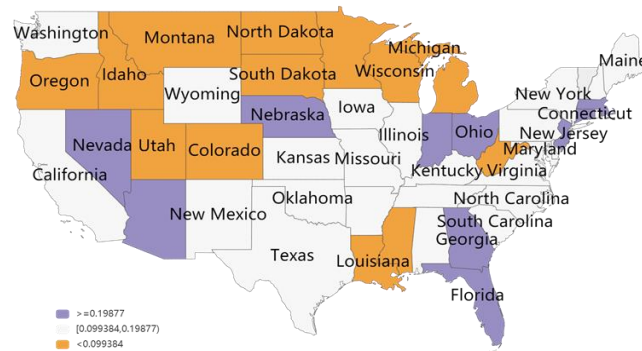 Washington
Montana
North Dakota
Michigan
Maine
Oregon
Idaho
South Dakota
Wisconsin
Wyoming
New York
Nebraska
Iowa
Connecticut
Nevada
Utah
Colorado
Illinois
Ohio
New Jersey
Maryland
California
Kansas
Missouri
Kentucky
Virginia
New Mexico
Oklahoma
North Carolina
South Carolina
Georgia
Texas
Louisiana
Florida
>=0.19877
[0.099384,0.19877)
<0.099384